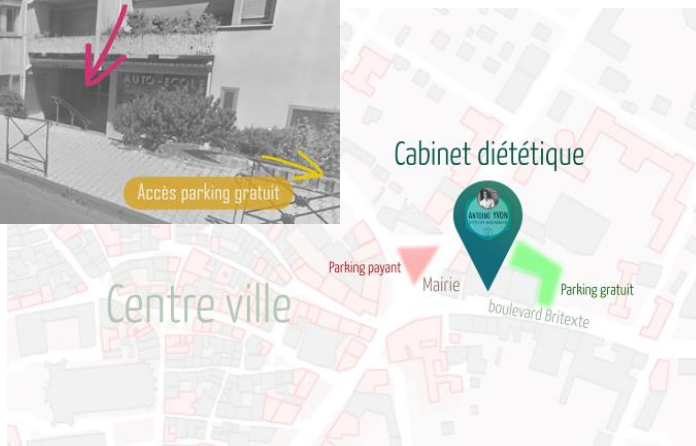 AUTO-ECOLE
Accès parking gratuit
Cabinet diététique
ANTOINE YVON
Parking payant
Mairie
Parking gratuit
boulevard Britexte
Centre ville